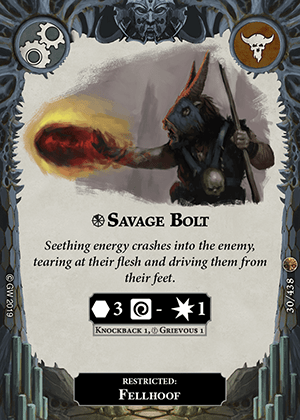 SAVAGE BOLT
Seething energy crashes into the enemy,
tearing at their flesh and driving them from
their feet.
3 - 1
KNOCKBACK 1, GRIEVOUS 1
RESTRICTED:
FELLHOOF
© GW 2019
30/438